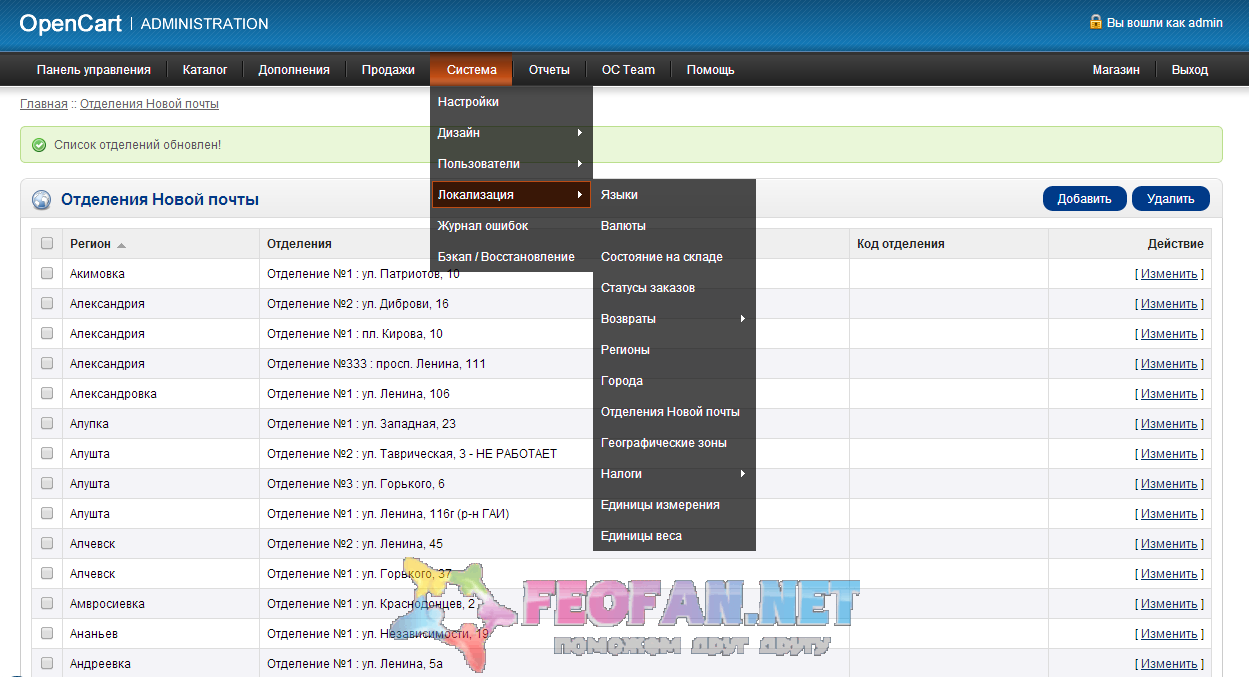 OpenCart | ADMINISTRATION Вы вошли как admin
Панель управления Каталог Дополнения Продажи Система Отчеты OC Team Помощь Магазин Выход
Главная :: Отделения Новой почты
Список отделений обновлен!
Отделения Новой почты Добавить Удалить
Настройки
Дизайн
Пользователи
Локализация
Журнал ошибок
Бэкап / Восстановление
Языки
Валюты
Состояние на складе
Статусы заказов
Возвраты
Регионы
Города
Отделения Новой почты
Географические зоны
Налоги
Единицы измерения
Единицы веса
Регион Отделения Код отделения Действие
Акимовка Отделение №1 : ул. Патриотов, 10 [ Изменить ]
Александрия Отделение №2 : ул. Диброви, 16 [ Изменить ]
Александрия Отделение №1 : пл. Кирова, 10 [ Изменить ]
Александрия Отделение №333 : просп. Ленина, 111 [ Изменить ]
Александровка Отделение №1 : ул. Ленина, 106 [ Изменить ]
Алупка Отделение №1 : ул. Западная, 23 [ Изменить ]
Алушта Отделение №2 : ул. Таврическая, 3 - НЕ РАБОТАЕТ [ Изменить ]
Алушта Отделение №3 : ул. Горького, 6 [ Изменить ]
Алушта Отделение №1 : ул. Ленина, 116г (р-н ГАИ) [ Изменить ]
Алчевск Отделение №2 : ул. Ленина, 45 [ Изменить ]
Алчевск Отделение №1 : ул. Горького, 37 [ Изменить ]
Амвросиевка Отделение №1 : ул. Краснодонцев, 2 [ Изменить ]
Ананьев Отделение №1 : ул. Независимости, 19 [ Изменить ]
Андреевка Отделение №1 : ул. Ленина, 5а [ Изменить ]
FEOFAN.NET
поможем друг другу